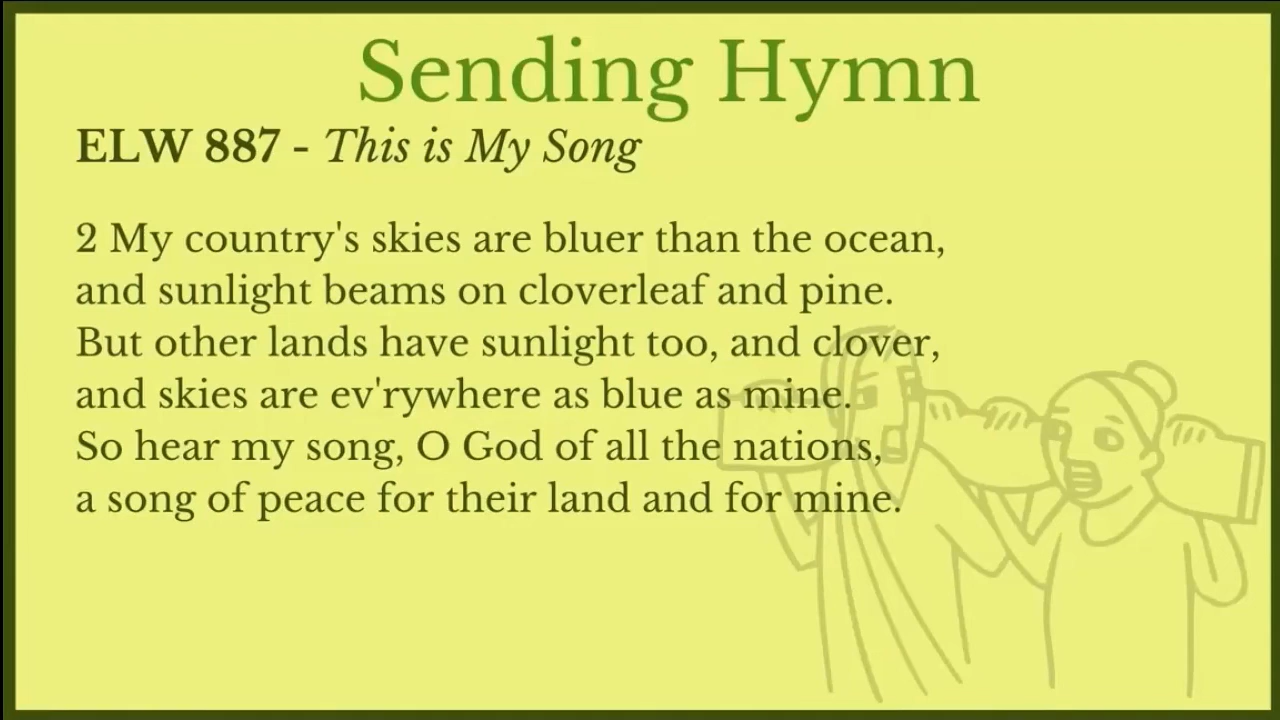 Sending Hymn
ELW 887 - This is My Song
2 My country's skies are bluer than the ocean,
and sunlight beams on cloverleaf and pine.
But other lands have sunlight too, and clover,
and skies are ev'rywhere as blue as mine.
So hear my song, O God of all the nations,
a song of peace for their land and for mine.